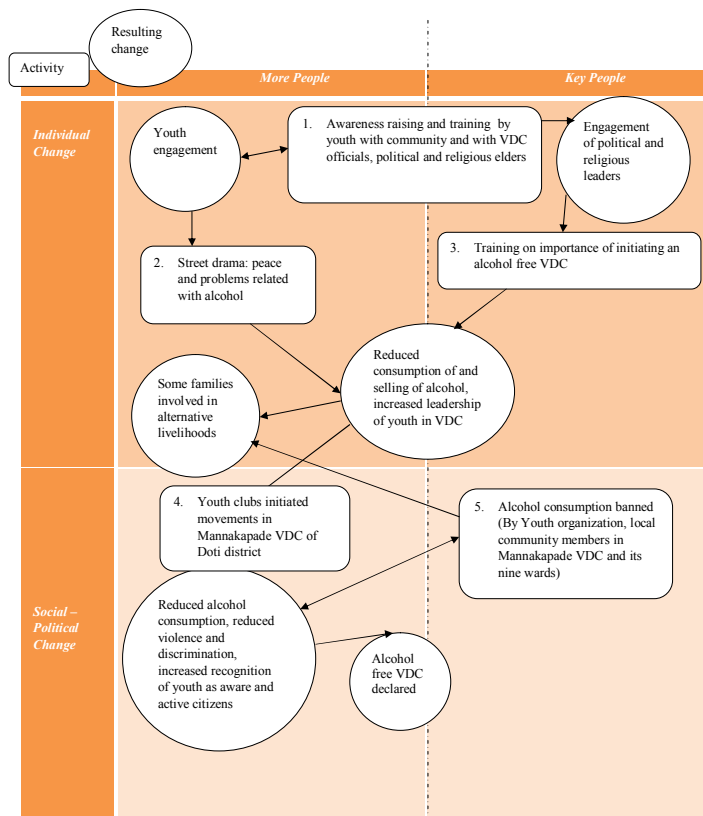 Resulting
change
Activity
More People
Key People
Individual
Change
Youth
engagement
1. Awareness raising and training by
youth with community and with VDC
officials, political and religious elders
Engagement
of political and
religious
leaders
2. Street drama: peace
and problems related
with alcohol
3. Training on importance of initiating an
alcohol free VDC
Reduced
consumption of and
selling of alcohol,
increased leadership
of youth in VDC
Some families
involved in
alternative
livelihoods
4. Youth clubs initiated
movements in
Mannakapade VDC of
Doti district
5. Alcohol consumption banned
(By Youth organization, local
community members in
Mannakapade VDC and its
nine wards)
Social –
Political
Change
Reduced alcohol
consumption, reduced
violence and
discrimination,
increased recognition
of youth as aware and
active citizens
Alcohol
free VDC
declared